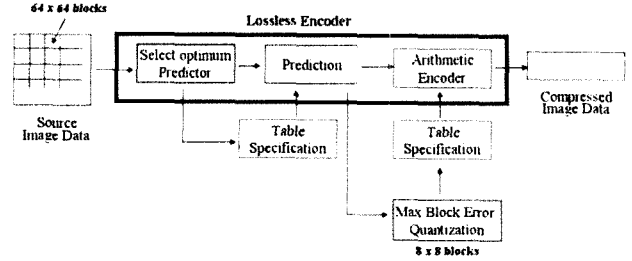 64 x 64 blocks
Lossless Encoder
Select optimum
Predictor
Prediction
Arithmetic
Encoder
Source
Image Data
Compressed
Image Data
Table
Specification
Table
Specification
Max Block Error
Quantization
8 x 8 blocks